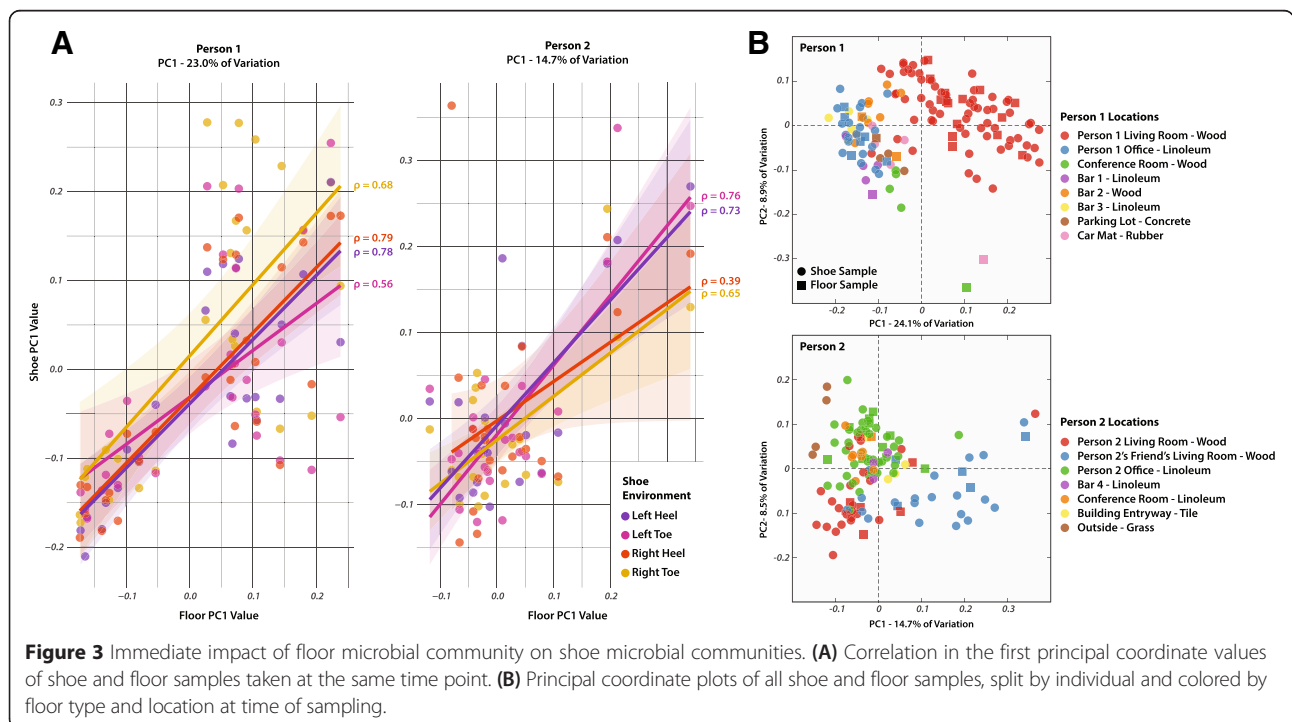 A
Person 1
PC1 - 23.0% of Variation
Person 2
PC1 - 14.7% of Variation
Shoe PC1 Value
0.3
0.2
0.1
0.0
−0.1
−0.2
ρ = 0.68
ρ = 0.79
ρ = 0.78
ρ = 0.56
−0.1
0.0
0.1
0.2
Floor PC1 Value
0.3
0.2
0.1
0.0
−0.1
ρ = 0.76
ρ = 0.73
ρ = 0.39
ρ = 0.65
Shoe
Environment
Left Heel
Left Toe
Right Heel
Right Toe
−0.1
0.0
0.1
0.2
Floor PC1 Value
B
Person 1
PC2- 8.9% of Variation
0.1
0
-0.1
-0.2
-0.3
Shoe Sample
Floor Sample
-0.2
-0.1
0
0.1
0.2
PC1 - 24.1% of Variation
Person 1 Locations
Person 1 Living Room - Wood
Person 1 Office - Linoleum
Conference Room - Wood
Bar 1 - Linoleum
Bar 2 - Wood
Bar 3 - Linoleum
Parking Lot - Concrete
Car Mat - Rubber
Person 2
PC2- 8.5% of Variation
0.2
0.1
0
0.1
-0.2
-0.1
0
0.1
0.2
0.3
PC1 - 14.7% of Variation
Person 2 Locations
Person 2 Living Room - Wood
Person 2's Friend's Living Room - Wood
Person 2 Office - Linoleum
Bar 4 - Linoleum
Conference Room - Linoleum
Building Entryway - Tile
Outside - Grass
Figure 3 Immediate impact of floor microbial community on shoe microbial communities. (A) Correlation in the first principal coordinate values
of shoe and floor samples taken at the same time point. (B) Principal coordinate plots of all shoe and floor samples, split by individual and colored by
floor type and location at time of sampling.